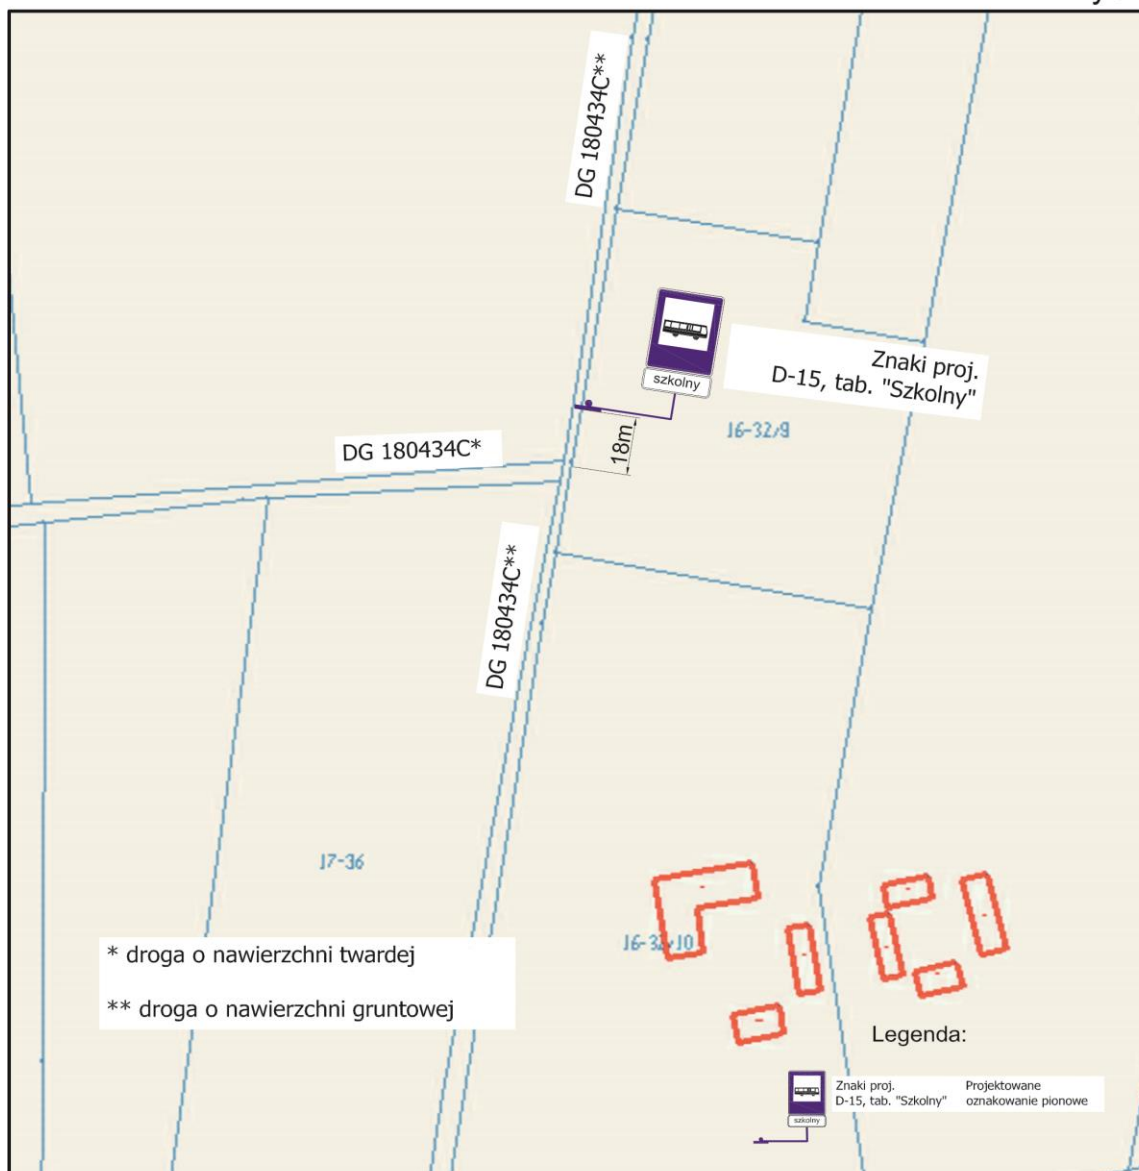 DG 180434C**
szkolny
Znaki proj.
D-15, tab. "Szkolny"
16-32/9
18m
DG 180434C*
DG 180434C**
17-36
16-32/10
* droga o nawierzchni twardej
** droga o nawierzchni gruntowej
Legenda:
Znaki proj.
D-15, tab. "Szkolny"
Projektowane
oznakowanie pionowe
szkolny